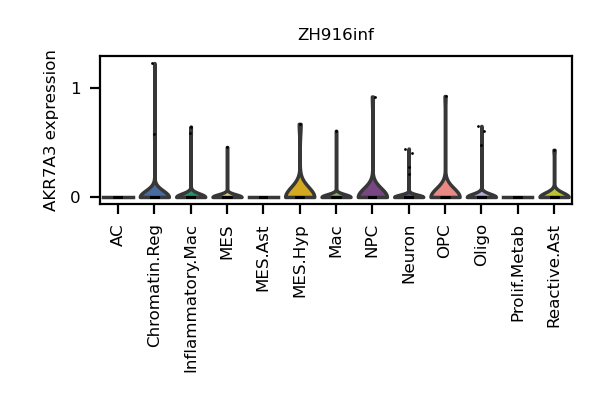 ZH916inf
AKR7A3 expression
1
0
AC
Chromatin.Reg
Inflammatory.Mac
MES
MES.Ast
MES.Hyp
Mac
NPC
Neuron
OPC
Oligo
Prolif.Metab
Reactive.Ast